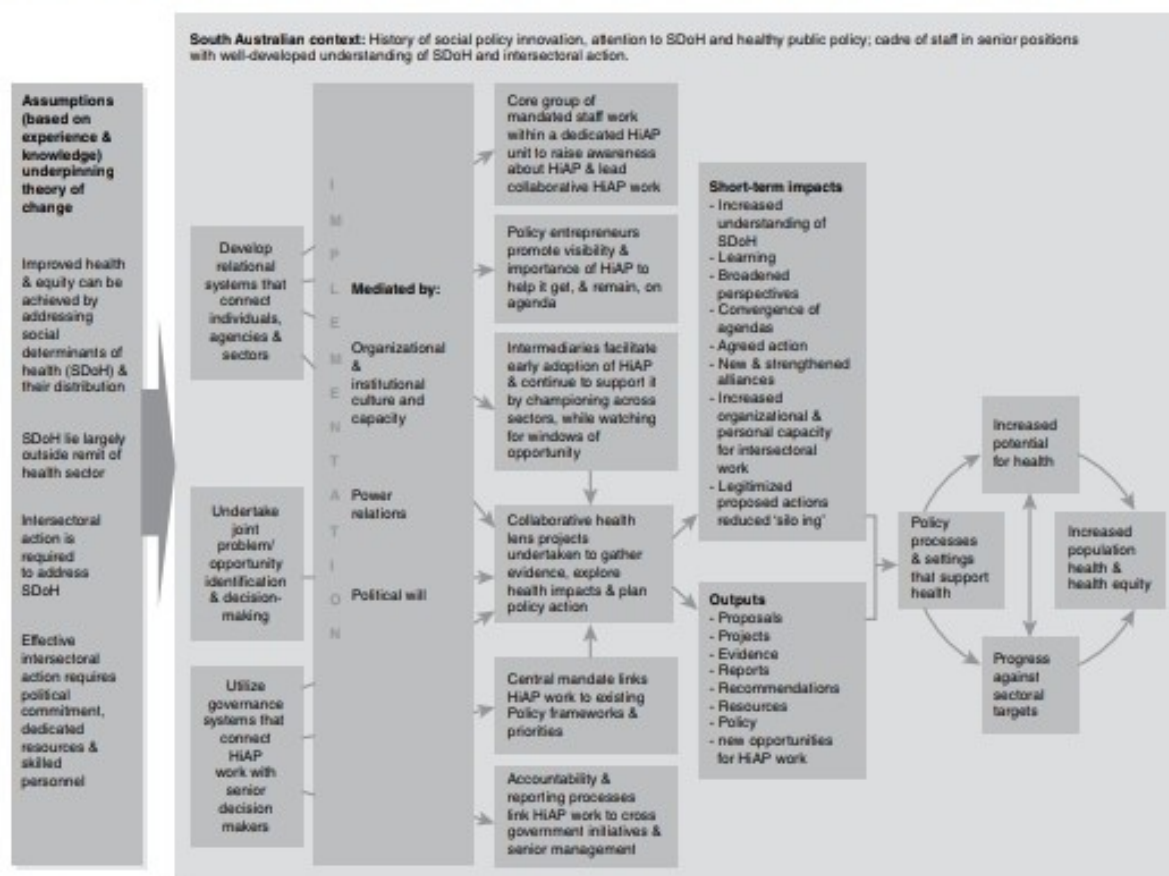 South Australian context: History of social policy innovation, attention to SDoH and healthy public policy; cadre of staff in senior positions
with well-developed understanding of SDoH and intersectoral action.
Assumptions
(based on
experience &
knowledge)
underpinning
theory of
change
Improved health
& equity can be
achieved by
addressing
social
determinants of
health (SDoH) &
their distribution
SDoH lie largely
outside remit of
health sector
Intersectoral
action is
required
to address
SDoH
Effective
intersectoral
action requires
political
commitment,
dedicated
resources &
skilled
personnel
Develop
relational
systems that
connect
individuals,
agencies &
sectors
Undertake
joint
problem/
opportunity
identification
& decision-
making
Utilize
governance
systems that
connect
HiAP
work with
senior
decision
makers
I
M
P
L
E
M
E
N
T
A
T
I
O
N
Mediated by:
Organizational
&
institutional
culture and
capacity
Power
relations
Political will
Core group of
mandated staff work
within a dedicated HiAP
unit to raise awareness
about HiAP & lead
collaborative HiAP work
Policy entrepreneurs
promote visibility &
importance of HiAP to
help it get, & remain, on
agenda
Intermediaries facilitate
early adoption of HiAP
& continue to support it
by championing across
sectors, while watching
for windows of
opportunity
Collaborative health
lens projects
undertaken to gather
evidence, explore
health impacts & plan
policy action
Central mandate links
HiAP work to existing
Policy frameworks &
priorities
Accountability &
reporting processes
link HiAP work to cross
government initiatives &
senior management
Short-term impacts
- Increased
understanding of
SDoH
- Learning
- Broadened
perspectives
- Convergence of
agendas
- Agreed action
- New & strengthened
alliances
- Increased
organizational &
personal capacity
for intersectoral
work
- Legitimized
proposed actions
reduced 'silo ing'
Outputs
- Proposals
- Projects
- Evidence
- Reports
- Recommendations
- Resources
- Policy
- new opportunities
for HiAP work
Policy
processes
& settings
that support
health
Increased
potential
for health
Progress
against
sectoral
targets
Increased
population
health &
health equity